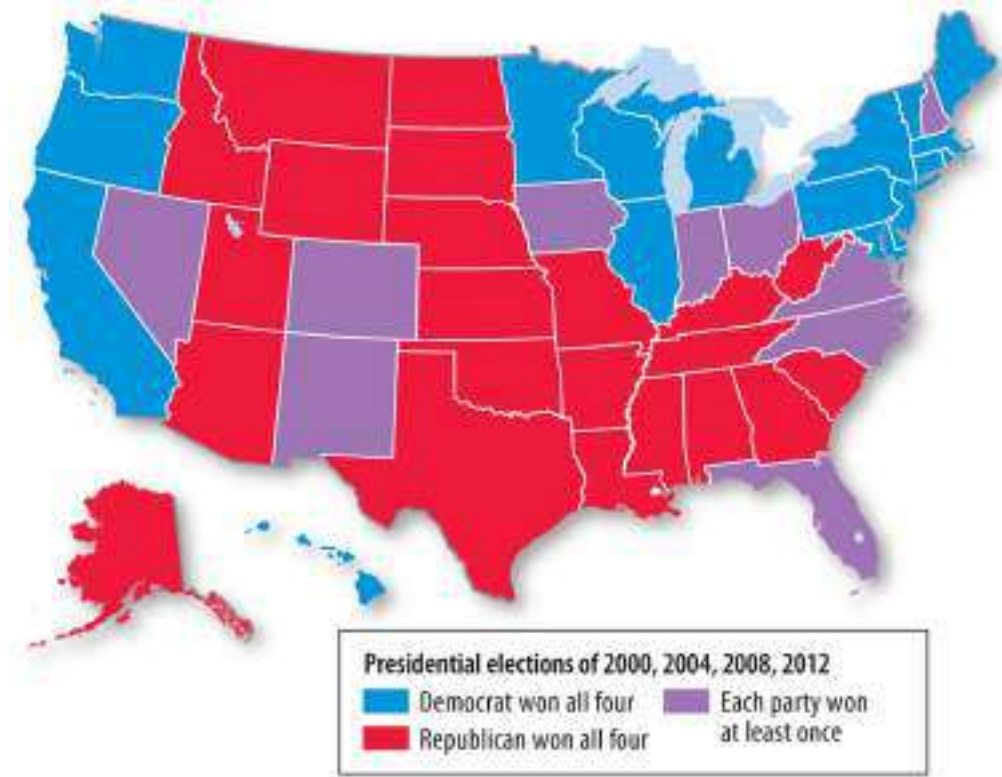 Presidential elections of 2000, 2004, 2008, 2012
Democrat won all four
Republican won all four
Each party won
at least once